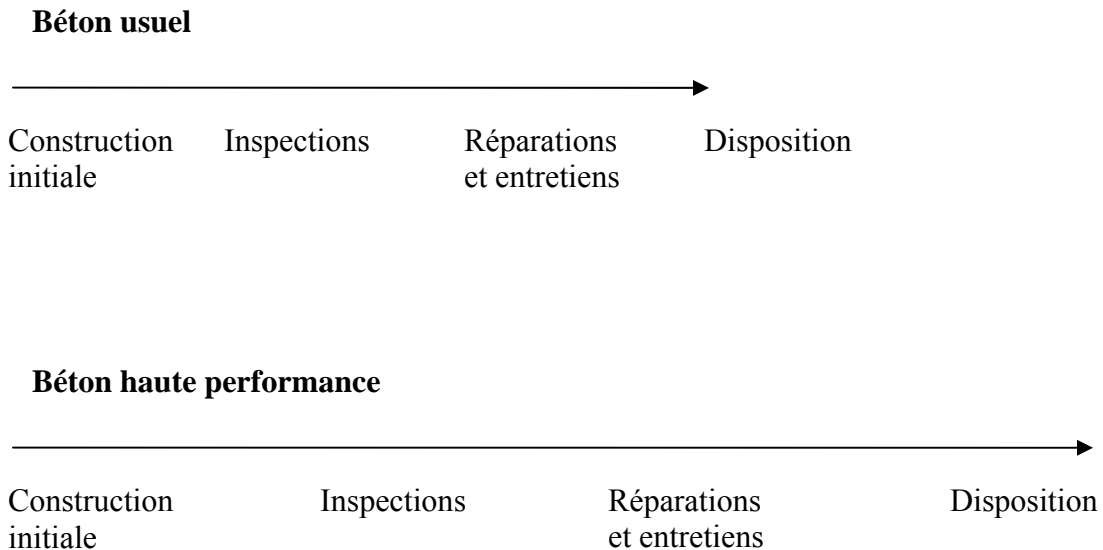 Béton usuel
Construction initiale
Inspections
Réparations et entretiens
Disposition
Béton haute performance
Construction initiale
Inspections
Réparations et entretiens
Disposition